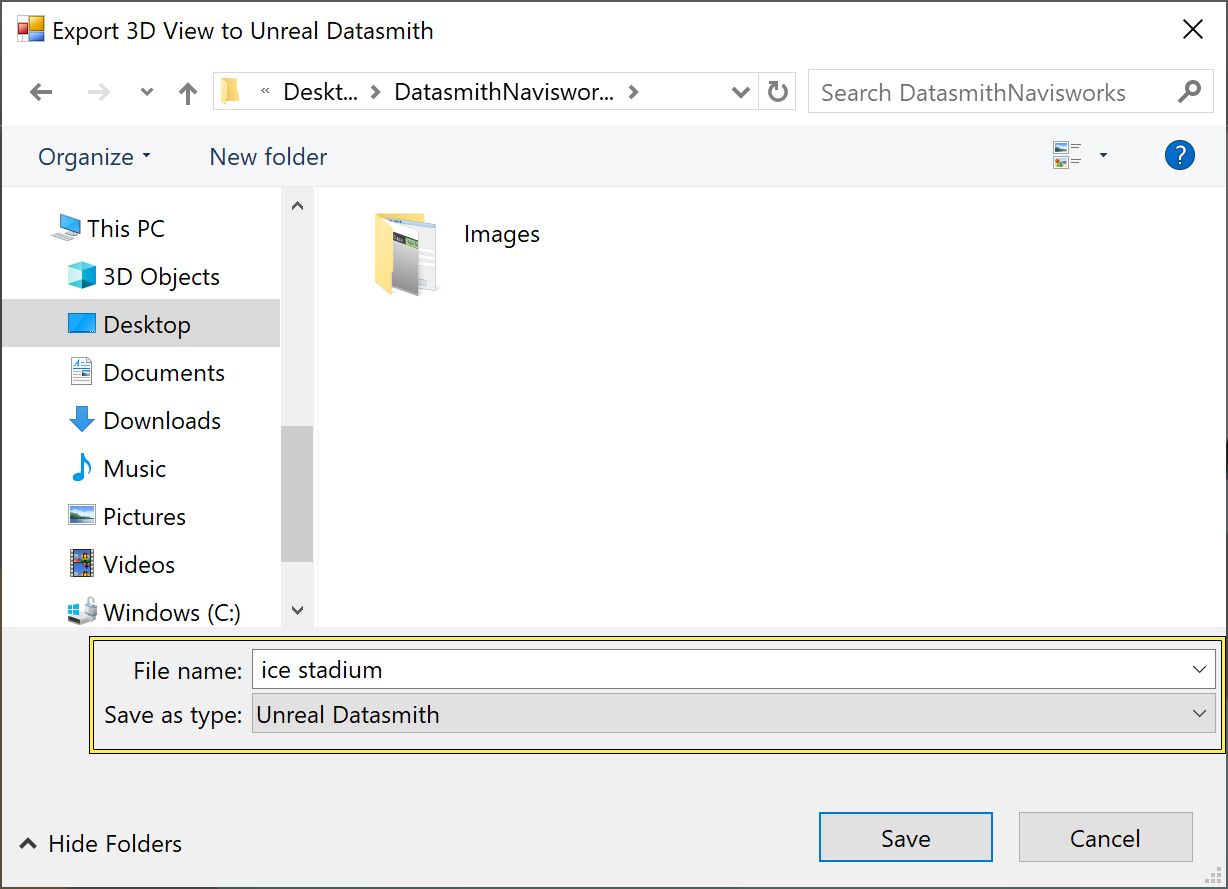 Export 3D View to Unreal Datasmith
« Deskt... DatasmithNaviswor... Search DatasmithNavisworks
Organize New folder ?
This PC
3D Objects
Desktop
Documents
Downloads
Music
Pictures
Videos
Windows (C:)
Images
File name: ice stadium
Save as type: Unreal Datasmith
Hide Folders Save Cancel